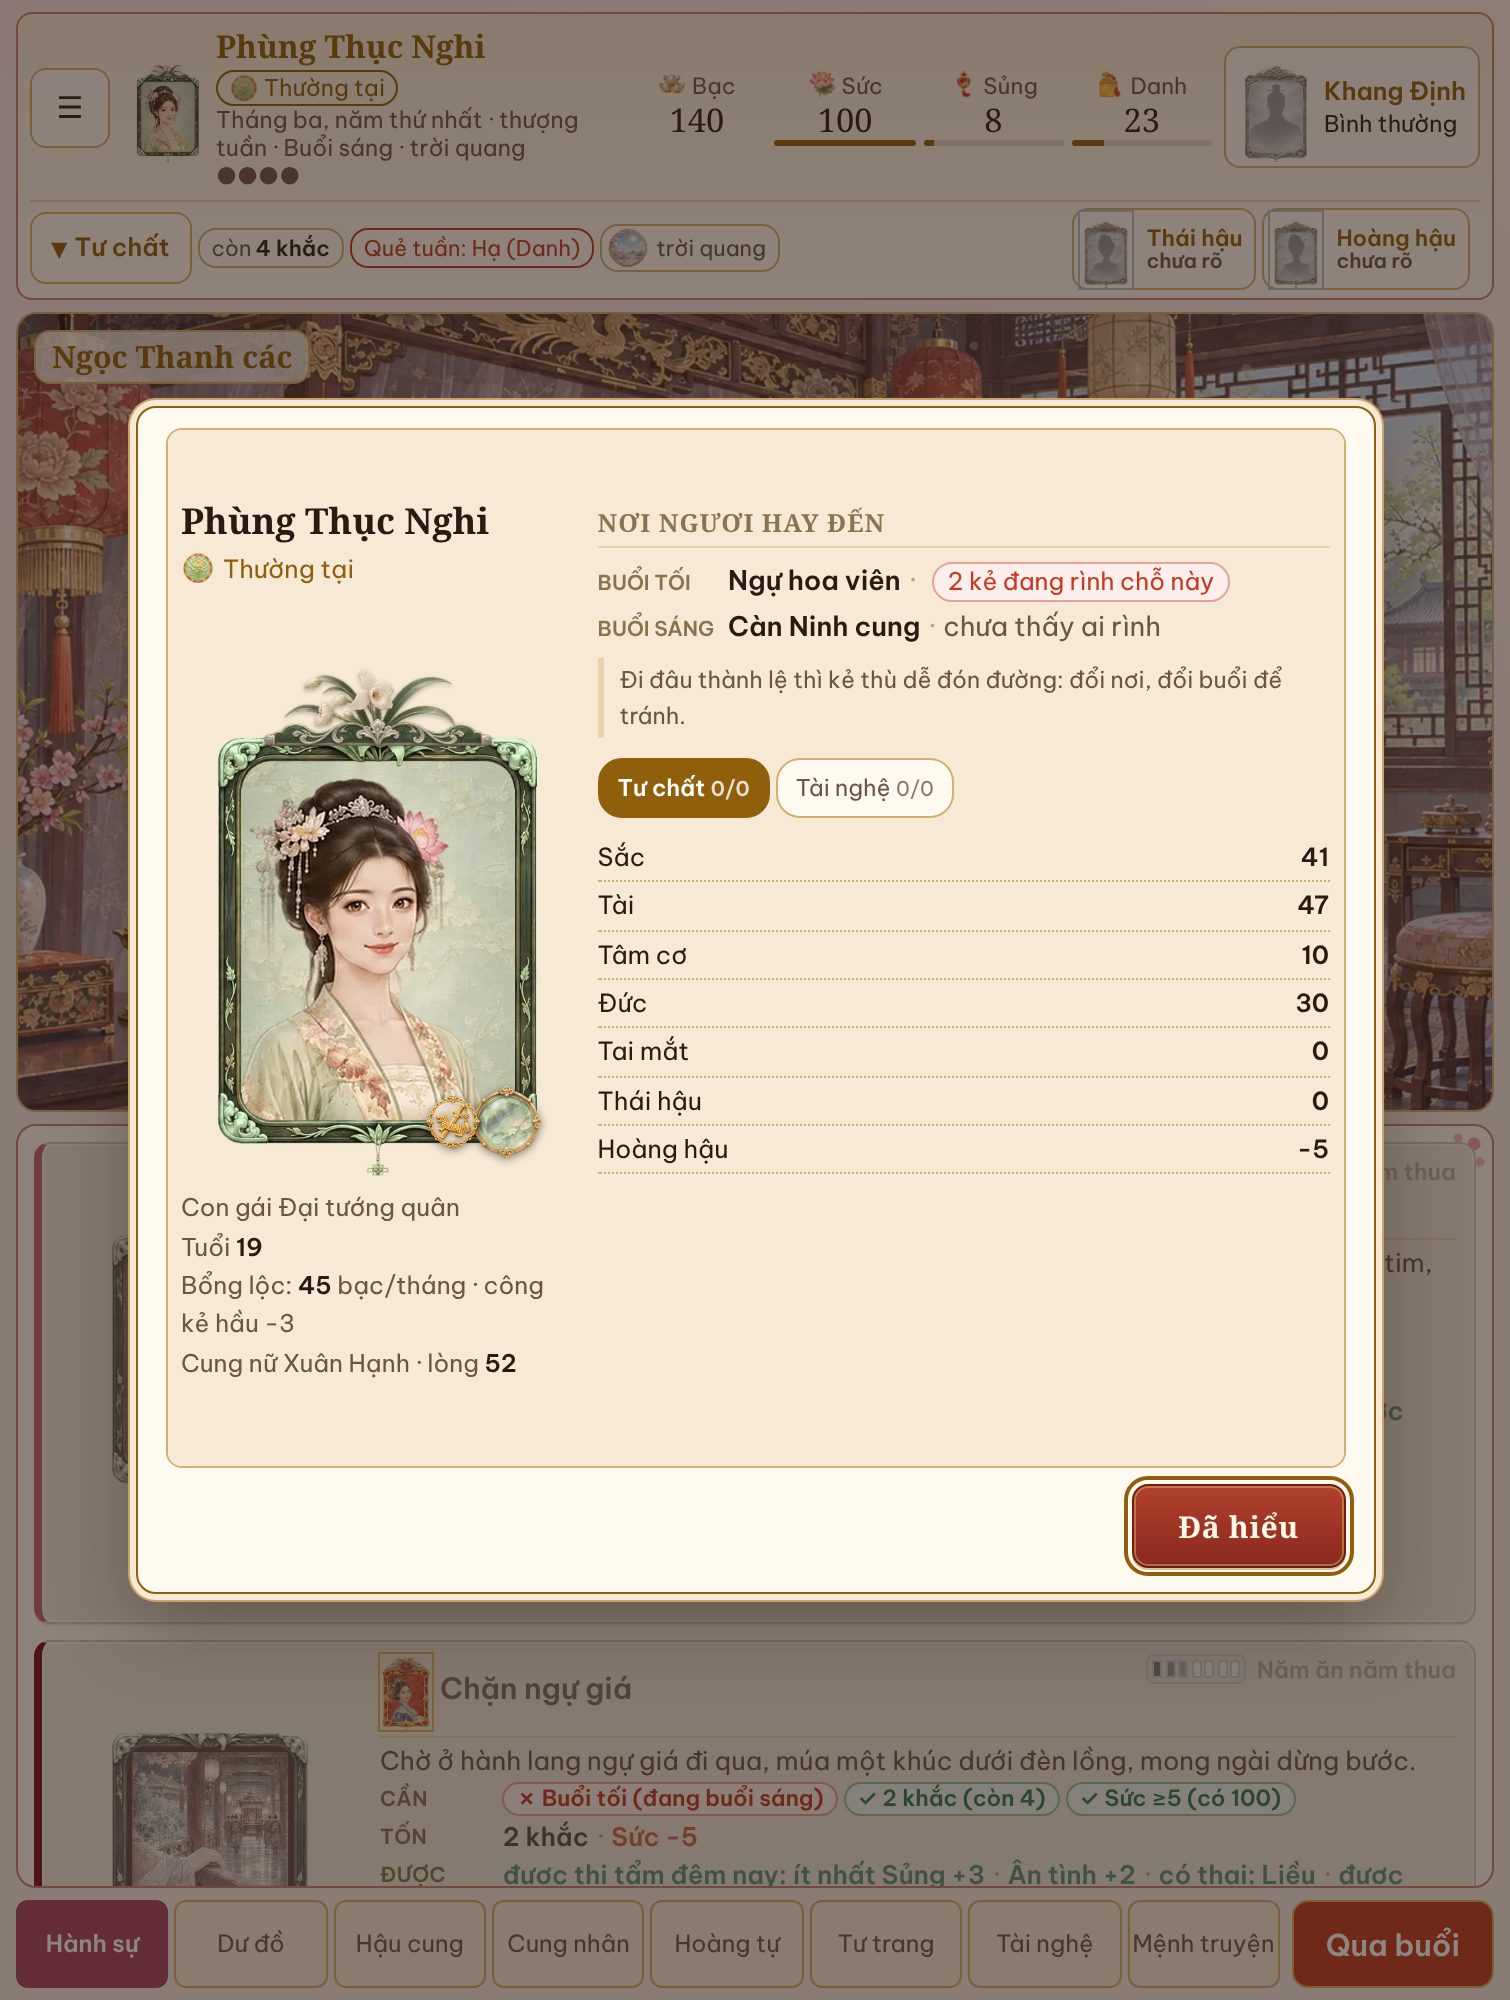 Phùng Thục Nghi
Thường tại
Tháng ba, năm thứ nhất · thượng
tuần · Buổi sáng · trời quang
☰
Bạc
140
Sức
100
Sủng
8
Danh
23
Khang Định
Bình thường
▼ Tư chất
còn 4 khắc
Quẻ tuần: Hạ (Danh)
trời quang
Thái hậu
chưa rõ
Hoàng hậu
chưa rõ
Ngọc Thanh các
Phùng Thục Nghi
Thường tại
Con gái Đại tướng quân
Tuổi 19
Bổng lộc: 45 bạc/tháng · công
kẻ hầu -3
Cung nữ Xuân Hạnh · lòng 52
NƠI NGƯƠI HAY ĐẾN
BUỔI TỐI Ngự hoa viên · 2 kẻ đang rình chỗ này
BUỔI SÁNG Càn Ninh cung · chưa thấy ai rình
Đi đâu thành lệ thì kẻ thù dễ đón đường: đổi nơi, đổi buổi để
tránh.
Tư chất 0/0
Tài nghệ 0/0
Sắc 41
Tài 47
Tâm cơ 10
Đức 30
Tai mắt 0
Thái hậu 0
Hoàng hậu -5
Đã hiểu
thua
tim,
Chặn ngự giá
Năm ăn năm thua
Chờ ở hành lang ngự giá đi qua, múa một khúc dưới đèn lồng, mong ngài dừng bước.
CẦN × Buổi tối (đang buổi sáng) ✓ 2 khắc (còn 4) ✓ Sức ≥5 (có 100)
TỐN 2 khắc · Sức -5
ĐƯỢC được thị tẩm đêm nay: ít nhất Sủng +3 · Ân tình +2 · có thai: Liều · được
Hành sự
Dư đồ
Hậu cung
Cung nhân
Hoàng tự
Tư trang
Tài nghệ
Mệnh truyện
Qua buổi